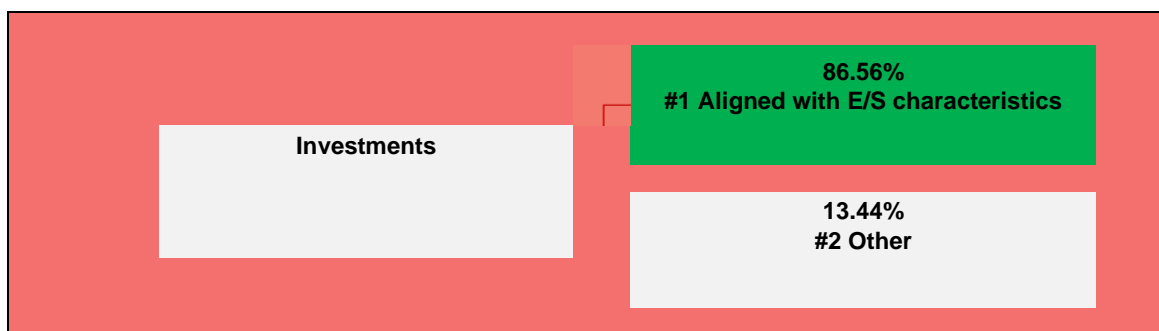 86.56%
#1 Aligned with E/S characteristics
Investments
13.44%
#2 Other